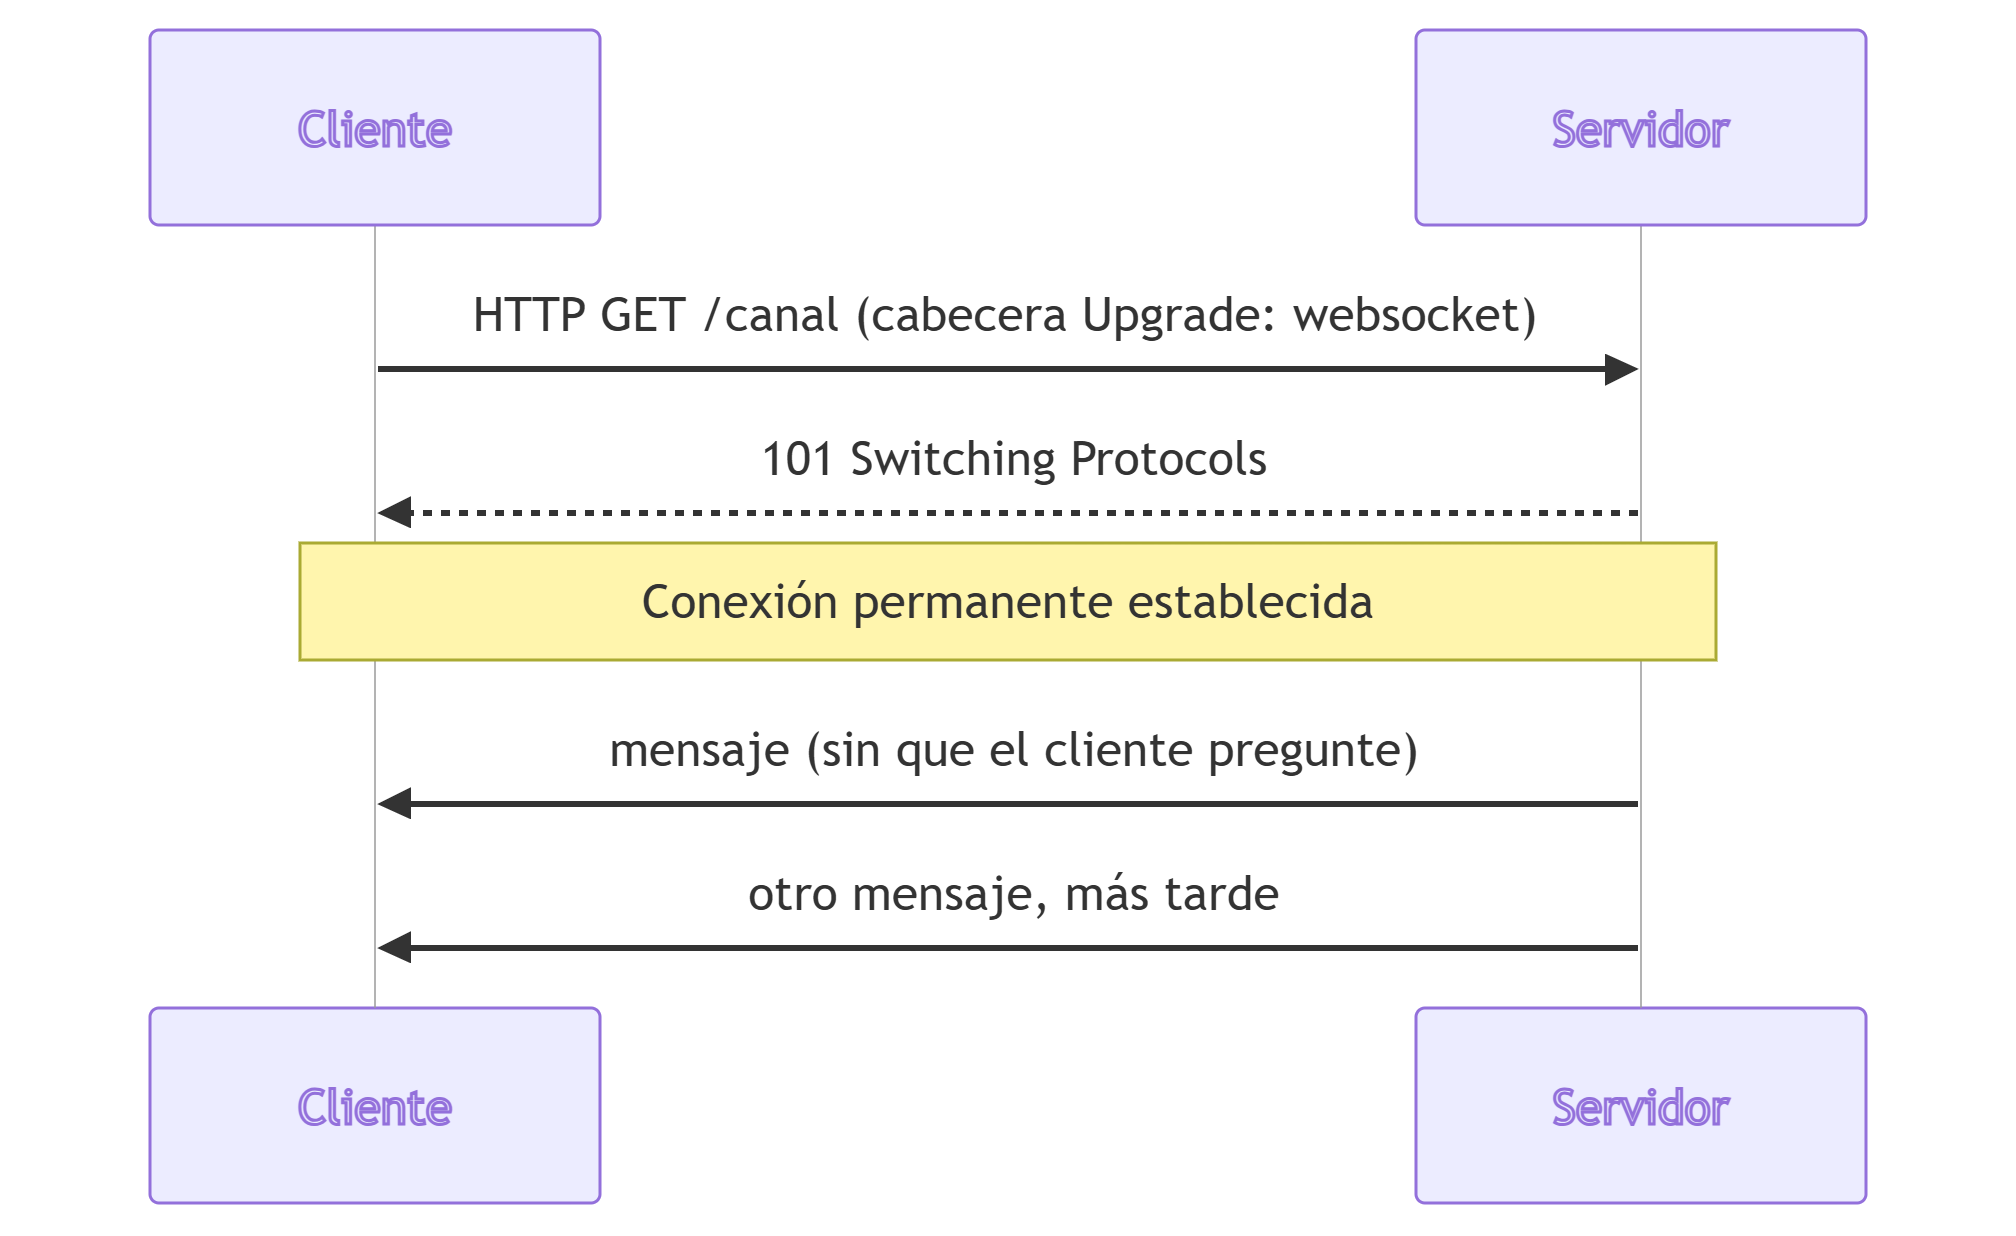 Cliente
Servidor
HTTP GET /canal (cabecera Upgrade: websocket)
101 Switching Protocols
Conexión permanente establecida
mensaje (sin que el cliente pregunte)
otro mensaje, más tarde
Cliente
Servidor